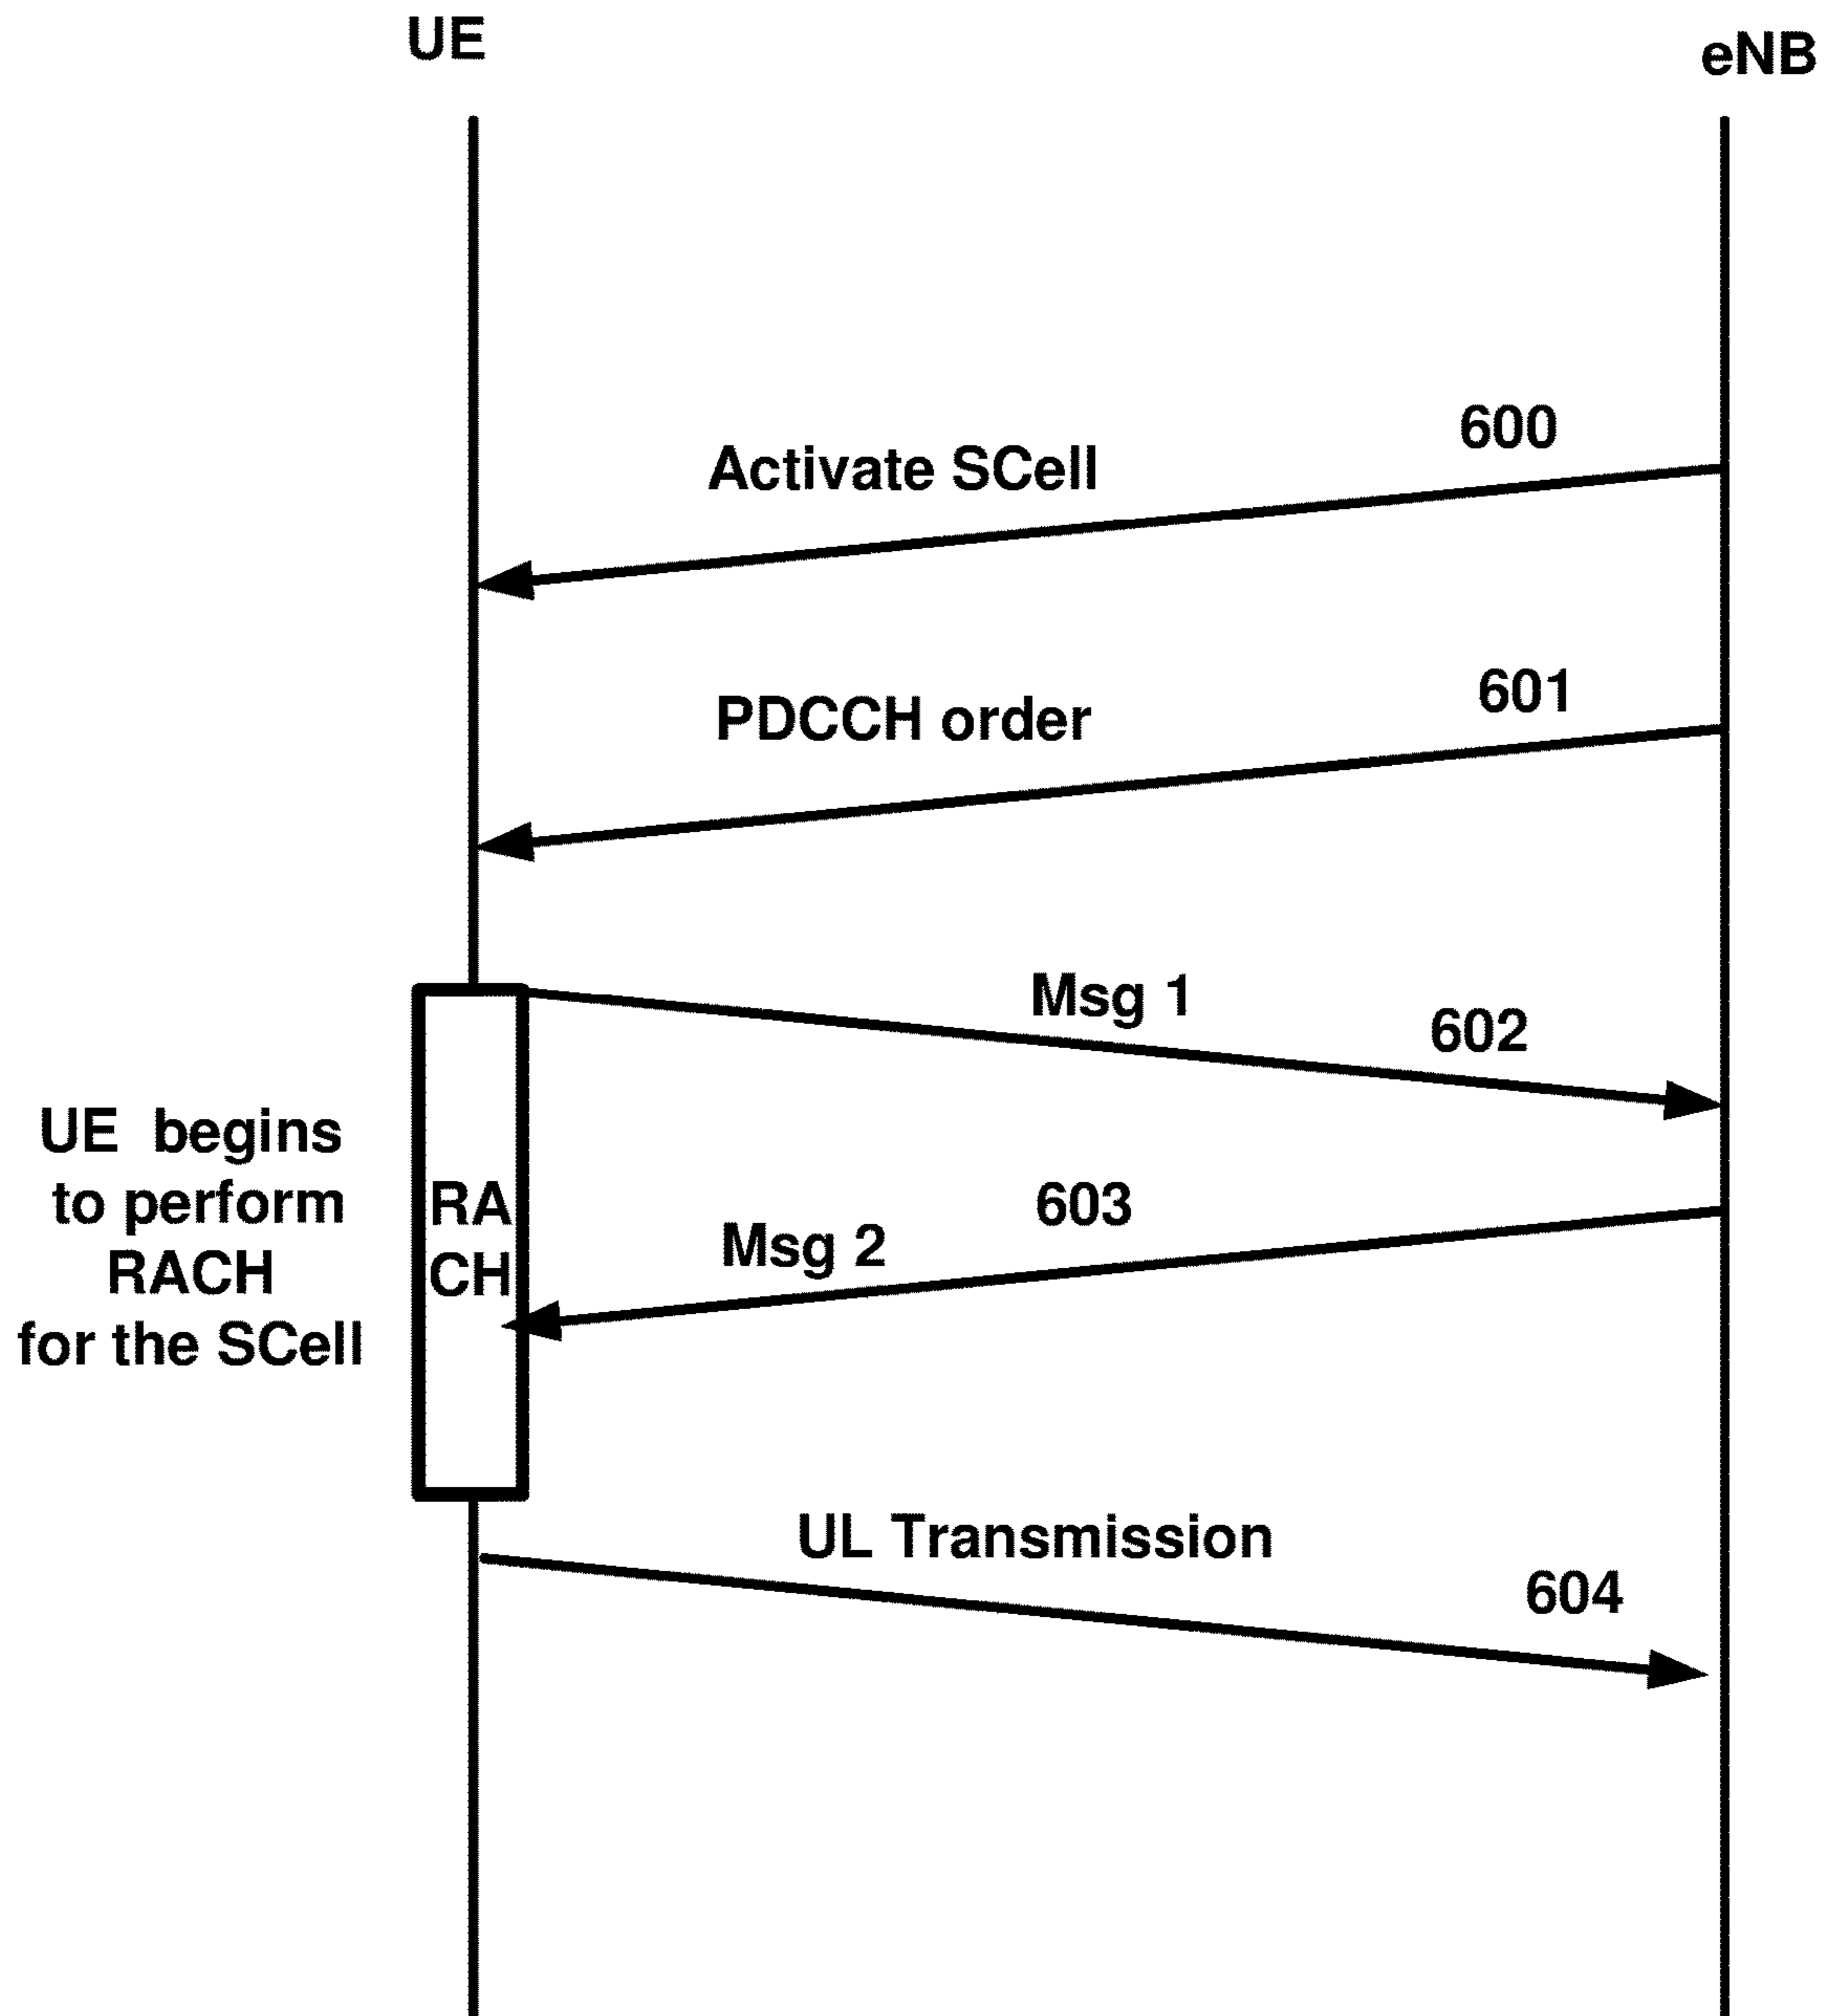 UE
eNB
600
Activate SCell
601
PDCCH order
Msg 1
602
UE begins
to perform
RACH
for the SCell
RA
CH
603
Msg 2
UL Transmission
604